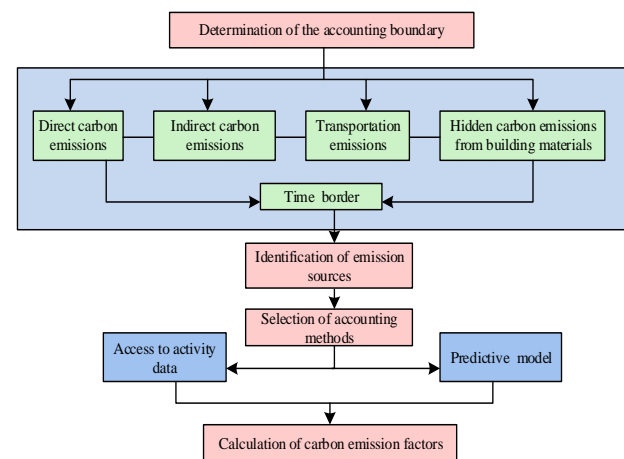 Determination of the accounting boundary
Direct carbon
emissions
Indirect carbon
emissions
Transportation
emissions
Hidden carbon emissions
from building materials
Time border
Identification of emission
sources
Selection of accounting
methods
Access to activity
data
Predictive model
Calculation of carbon emission factors